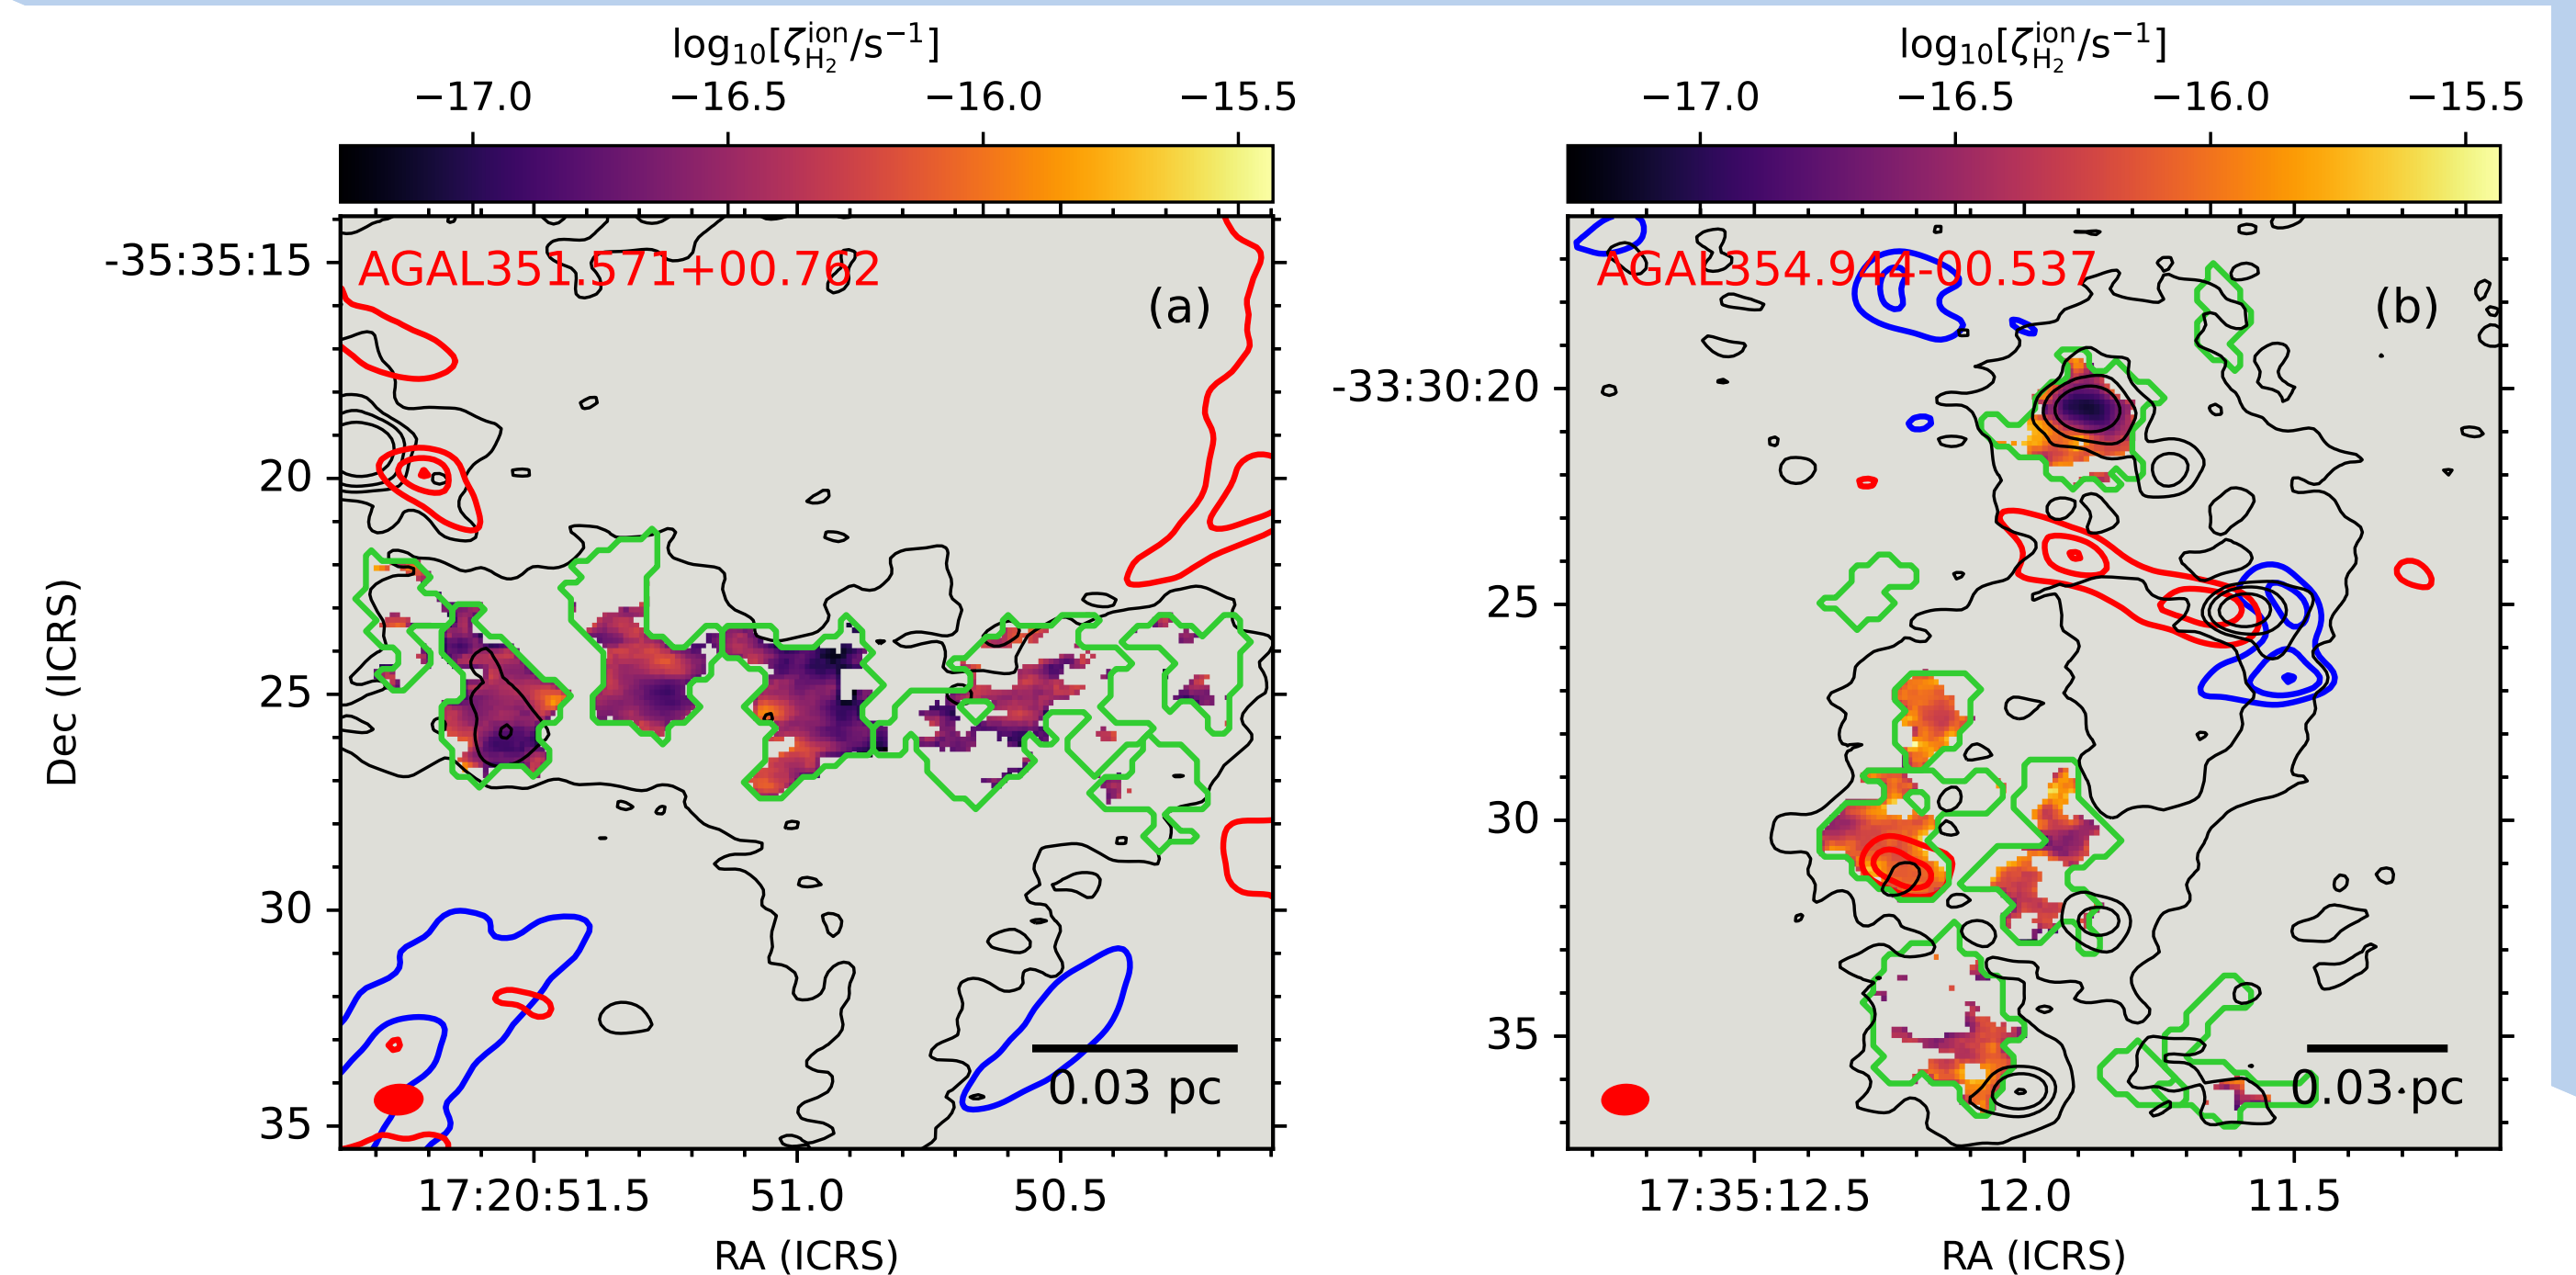 log₁₀[ζ^ion_H₂/s⁻¹]
−17.0 −16.5 −16.0 −15.5
AGAL351.571+00.762
(a)
-35:35:15
20
25
30
35
Dec (ICRS)
0.03 pc
17:20:51.5 51.0 50.5
RA (ICRS)
log₁₀[ζ^ion_H₂/s⁻¹]
−17.0 −16.5 −16.0 −15.5
AGAL354.944-00.537
(b)
-33:30:20
25
30
35
0.03 pc
17:35:12.5 12.0 11.5
RA (ICRS)